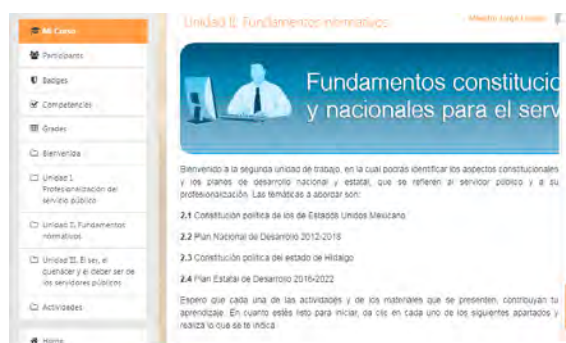 Mi Curso
Participants
Badges
Competencies
Grades
Bienvenida
Unidad I.
Profesionalización del
servicio público
Unidad II. Fundamentos
normativos
Unidad III. El ser, el
quehacer y el deber ser de
los servidores públicos
Actividades
Home
Unidad II. Fundamentos normativos
Maestro Jorge
Fundamentos constitucio
y nacionales para el serv
Bienvenido a la segunda unidad de trabajo, en la cual podrás identificar los aspectos constitucionales
y los planes de desarrollo nacional y estatal, que se refieren al servidor público y a su
profesionalización. Las temáticas a abordar son:
2.1 Constitución política de los de Estados Unidos Mexicano
2.2 Plan Nacional de Desarrollo 2012-2018
2.3 Constitución política del estado de Hidalgo
2.4 Plan Estatal de Desarrollo 2016-2022
Espero que cada una de las actividades y de los materiales que se presenten, contribuyan tu
aprendizaje. En cuanto estés listo para iniciar, da clic en cada uno de los siguientes apartados y
realiza lo que se te indica